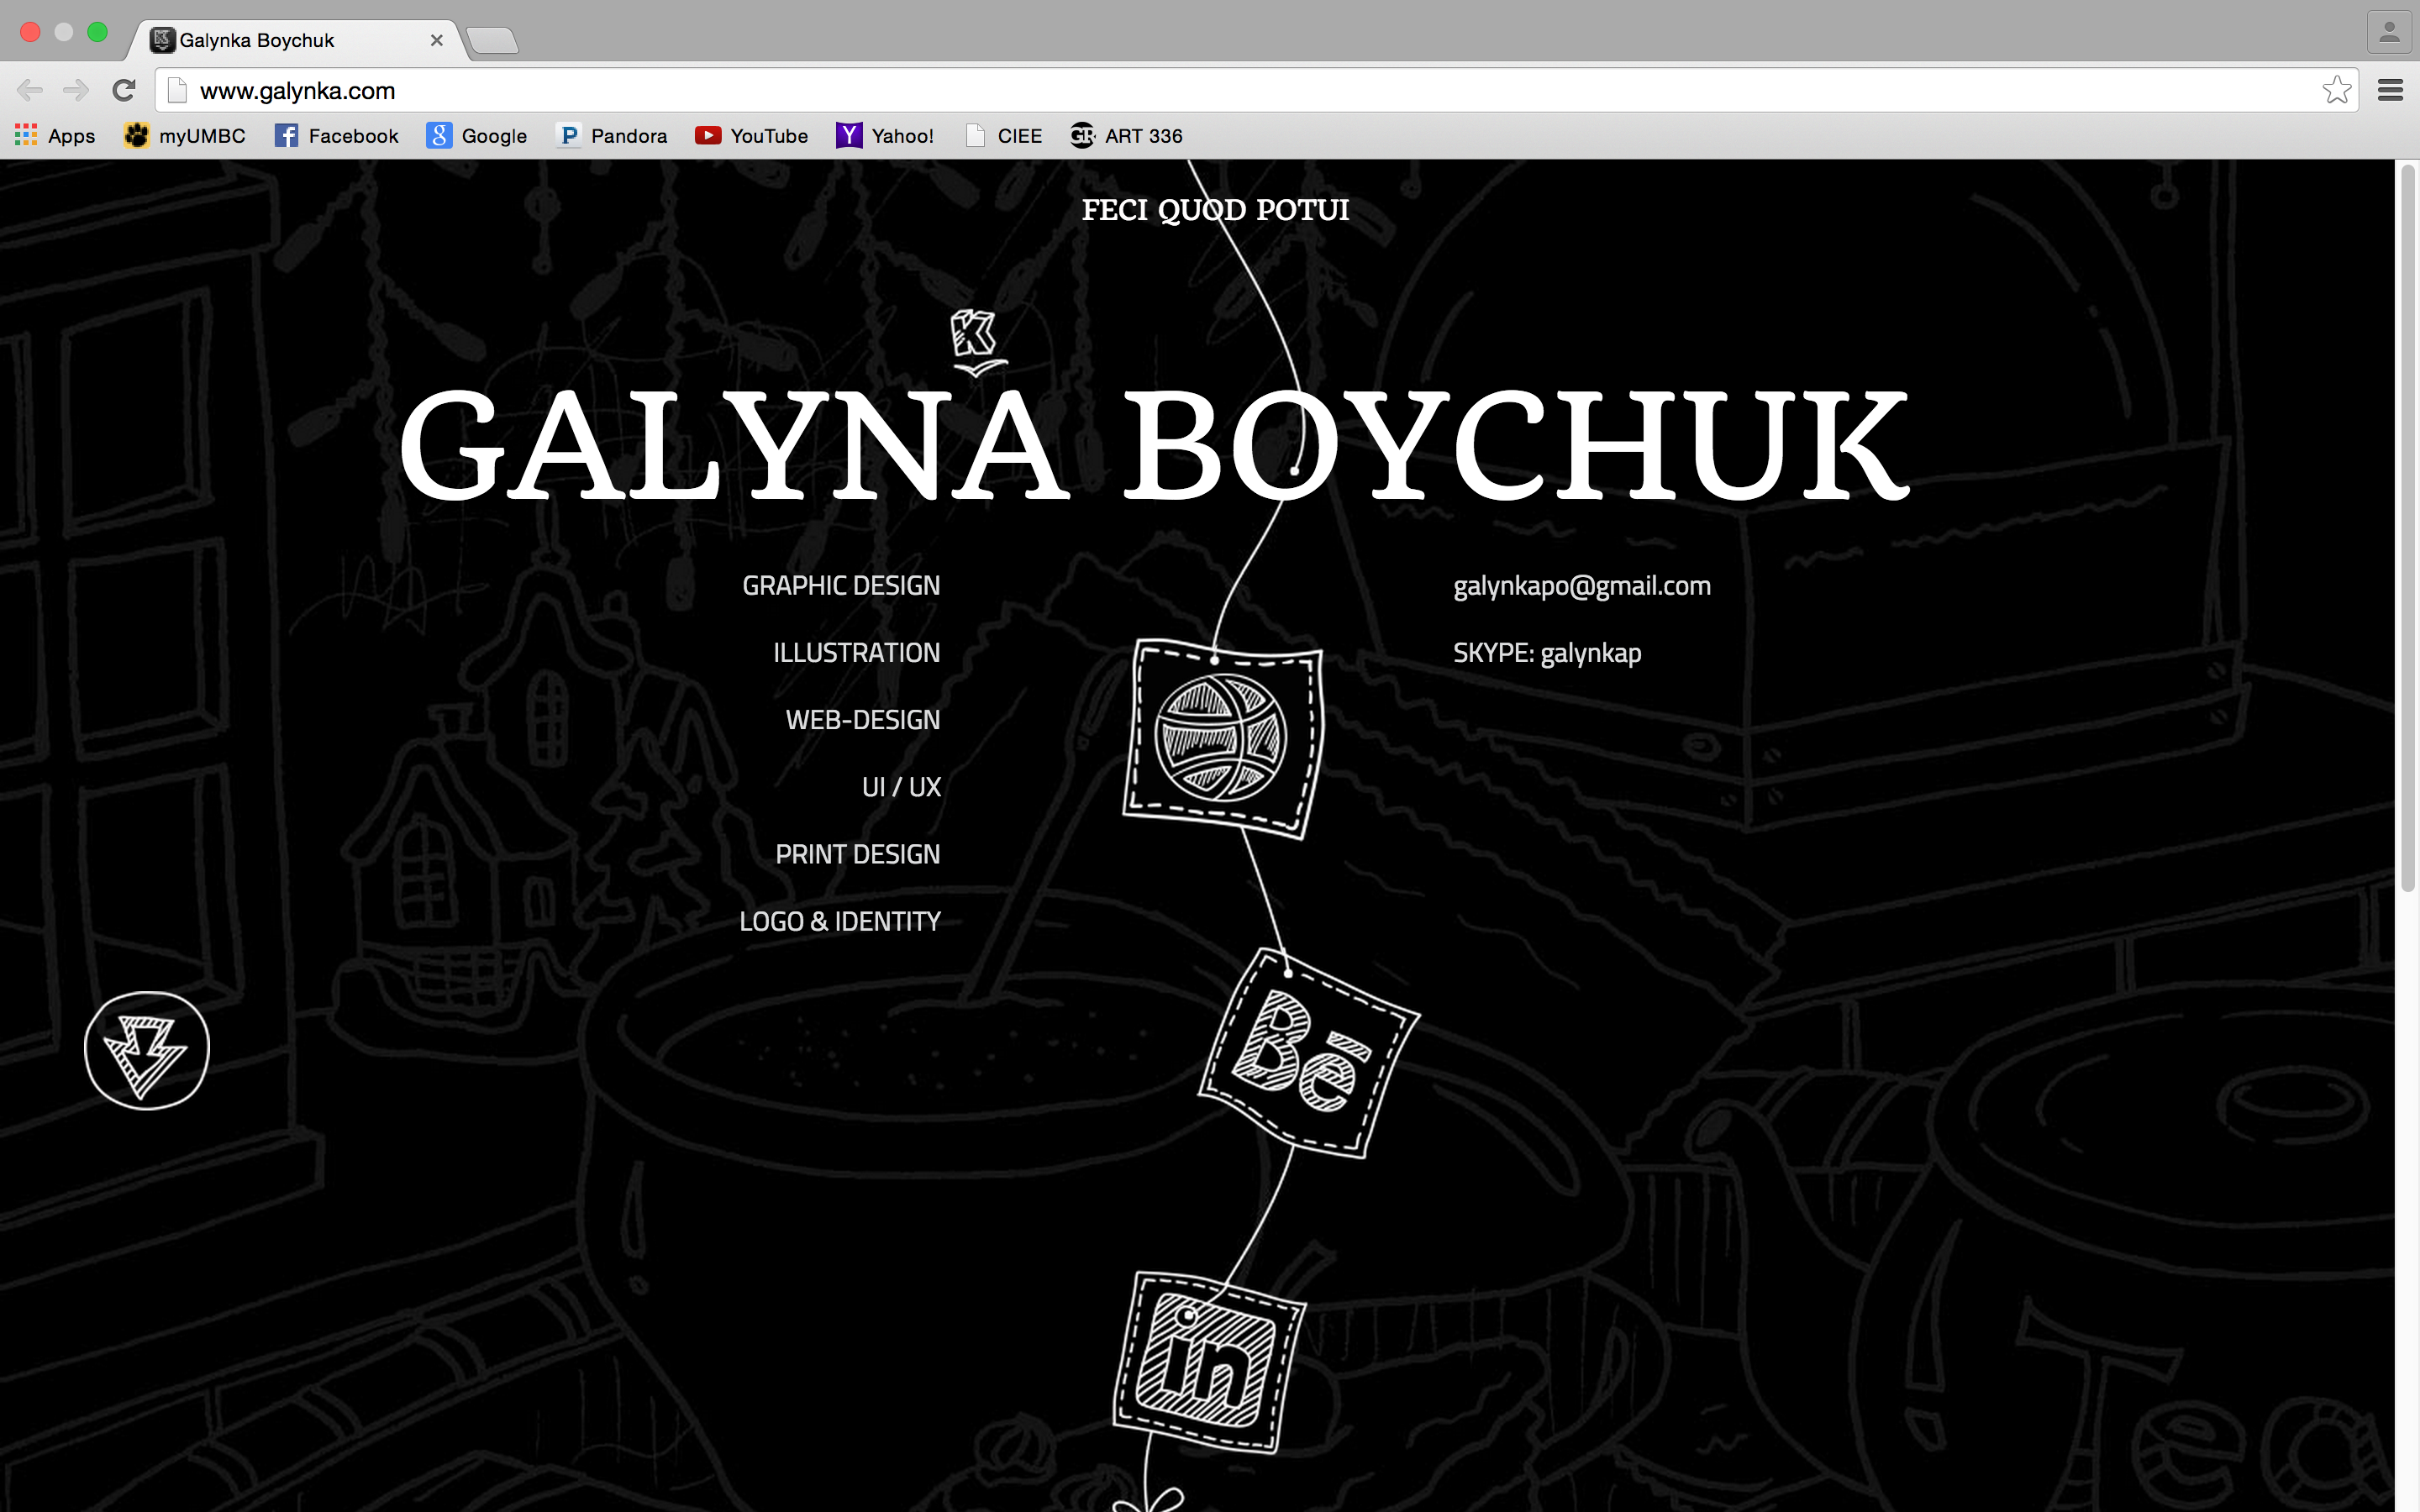 Galynka Boychuk
www.galynka.com
Apps myUMBC Facebook Google Pandora YouTube Yahoo! CIEE ART 336
FECI QUOD POTUI
K
GALYNA BOYCHUK
GRAPHIC DESIGN
ILLUSTRATION
WEB-DESIGN
UI / UX
PRINT DESIGN
LOGO & IDENTITY
galynkapo@gmail.com
SKYPE: galynkap
Bē
in
Tea